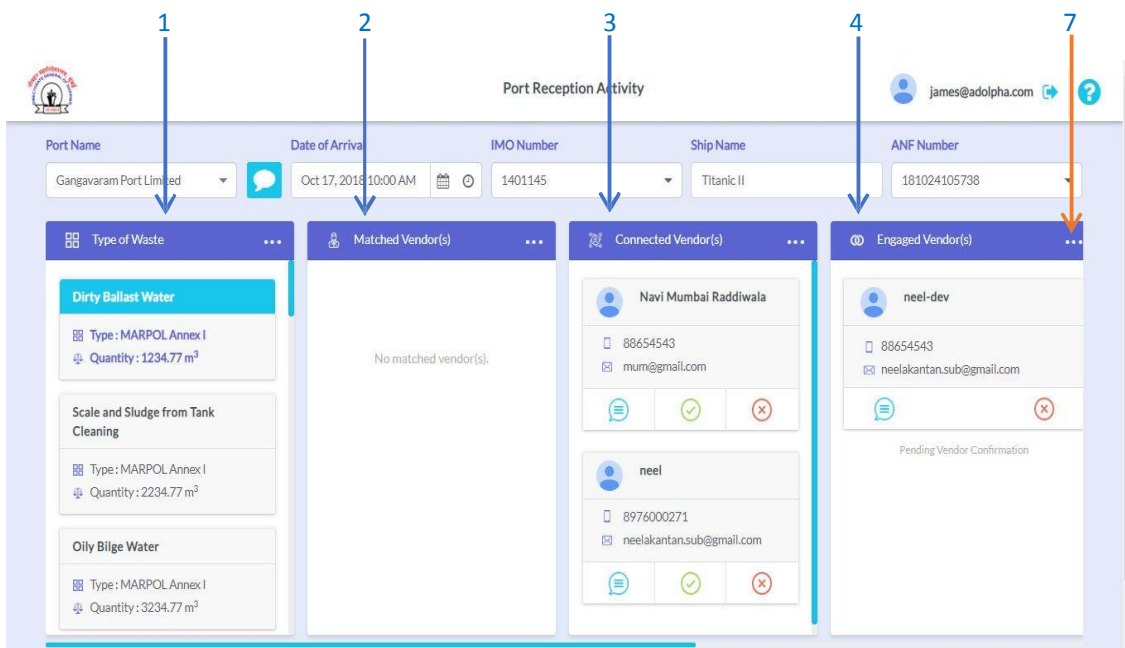 1 2 3 4 7
Port Reception Activity
james@adolpha.com
?
Port Name Date of Arrival IMO Number Ship Name ANF Number
Gangavaram Port Limited Oct 17, 2018 10:00 AM 1401145 Titanic II 181024105738
Type of Waste ... Matched Vendor(s) ... Connected Vendor(s) ... Engaged Vendor(s) ...
Dirty Ballast Water
Type : MARPOL Annex I
Quantity : 1234.77 m³
Scale and Sludge from Tank
Cleaning
Type : MARPOL Annex I
Quantity : 2234.77 m³
Oily Bilge Water
Type : MARPOL Annex I
Quantity : 3234.77 m³
No matched vendor(s).
Navi Mumbai Raddiwala
88654543
mum@gmail.com
neel
8976000271
neelakantan.sub@gmail.com
neel-dev
88654543
neelakantan.sub@gmail.com
Pending Vendor Confirmation